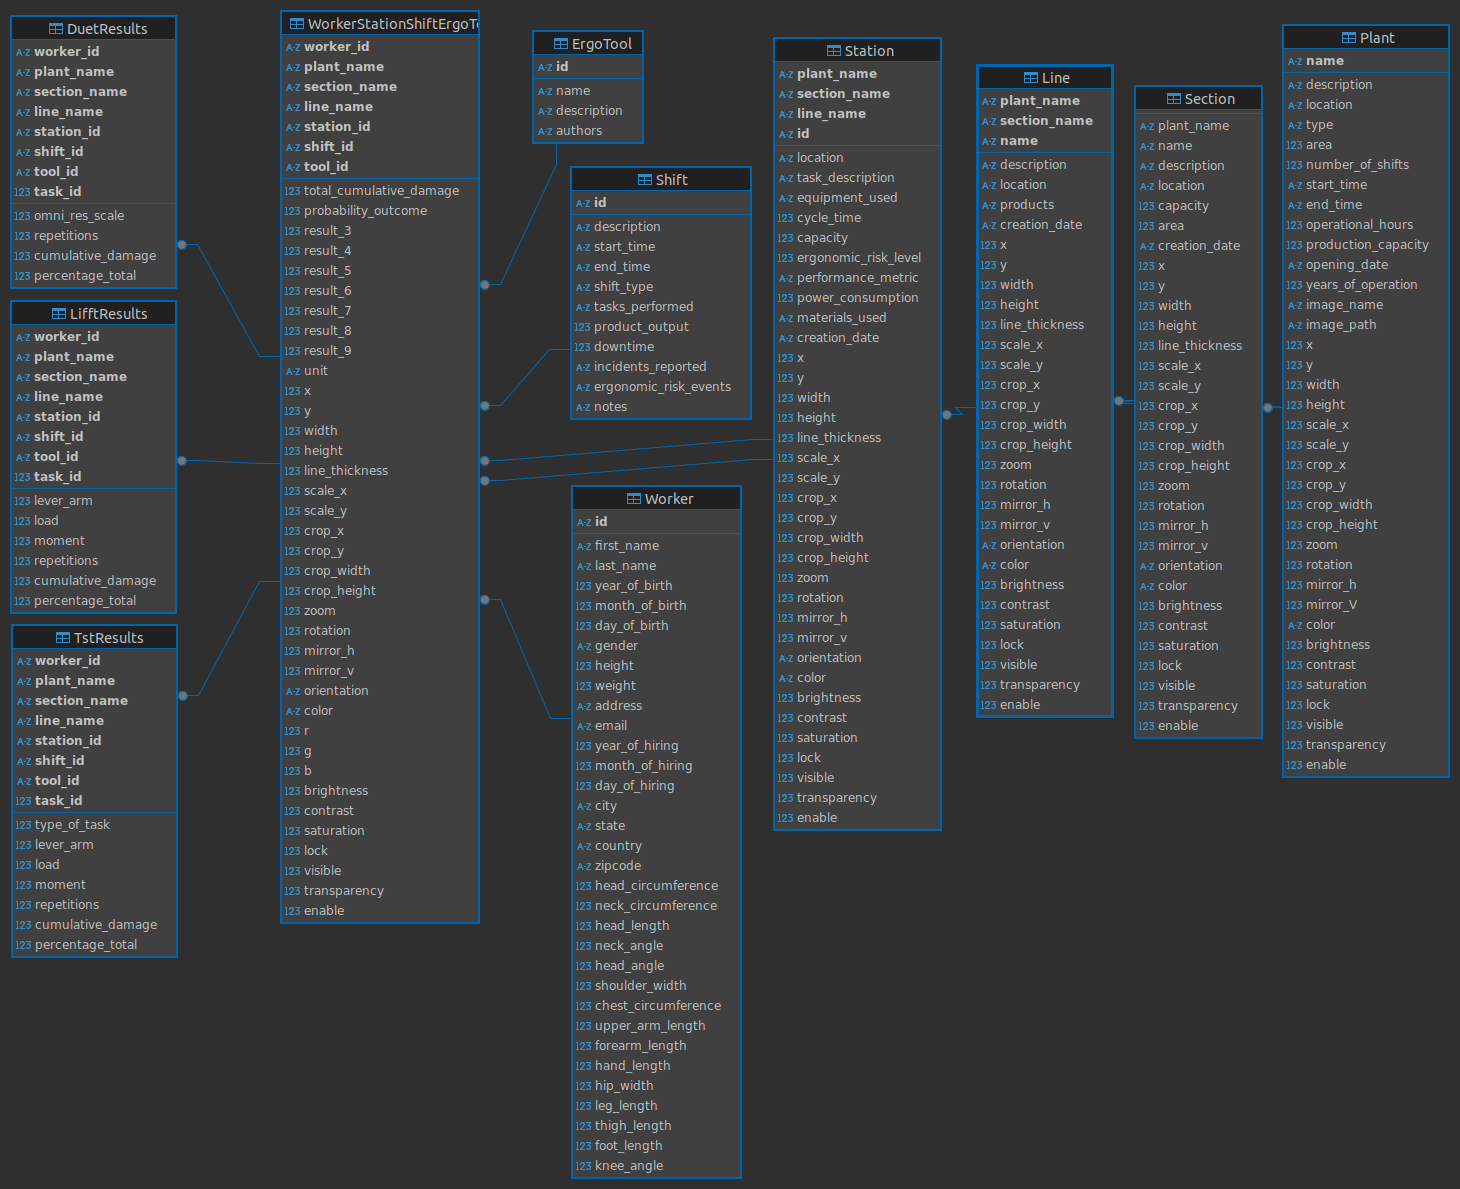 DuetResults
A-Z worker_id
A-Z plant_name
A-Z section_name
A-Z line_name
A-Z station_id
A-Z shift_id
A-Z tool_id
123 task_id
123 omni_res_scale
123 repetitions
123 cumulative_damage
123 percentage_total
LifftResults
A-Z worker_id
A-Z plant_name
A-Z section_name
A-Z line_name
A-Z station_id
A-Z shift_id
A-Z tool_id
123 task_id
123 lever_arm
123 load
123 moment
123 repetitions
123 cumulative_damage
123 percentage_total
TstResults
A-Z worker_id
A-Z plant_name
A-Z section_name
A-Z line_name
A-Z station_id
A-Z shift_id
A-Z tool_id
123 task_id
123 type_of_task
123 lever_arm
123 load
123 moment
123 repetitions
123 cumulative_damage
123 percentage_total
WorkerStationShiftErgoT
A-Z worker_id
A-Z plant_name
A-Z section_name
A-Z line_name
A-Z station_id
A-Z shift_id
A-Z tool_id
123 total_cumulative_damage
123 probability_outcome
123 result_3
123 result_4
123 result_5
123 result_6
123 result_7
123 result_8
123 result_9
A-Z unit
123 x
123 y
123 width
123 height
123 line_thickness
123 scale_x
123 scale_y
123 crop_x
123 crop_y
123 crop_width
123 crop_height
123 zoom
123 rotation
123 mirror_h
123 mirror_v
A-Z orientation
A-Z color
123 r
123 g
123 b
123 brightness
123 contrast
123 saturation
123 lock
123 visible
123 transparency
123 enable
ErgoTool
A-Z id
A-Z name
A-Z description
A-Z authors
Shift
A-Z id
A-Z description
A-Z start_time
A-Z end_time
A-Z shift_type
A-Z tasks_performed
123 product_output
123 downtime
A-Z incidents_reported
A-Z ergonomic_risk_events
A-Z notes
Worker
A-Z id
A-Z first_name
A-Z last_name
123 year_of_birth
123 month_of_birth
123 day_of_birth
A-Z gender
123 height
123 weight
A-Z address
A-Z email
123 year_of_hiring
123 month_of_hiring
123 day_of_hiring
A-Z city
A-Z state
A-Z country
A-Z zipcode
123 head_circumference
123 neck_circumference
123 head_length
123 neck_angle
123 head_angle
123 shoulder_width
123 chest_circumference
123 upper_arm_length
123 forearm_length
123 hand_length
123 hip_width
123 leg_length
123 thigh_length
123 foot_length
123 knee_angle
Station
A-Z plant_name
A-Z section_name
A-Z line_name
A-Z id
A-Z location
A-Z task_description
A-Z equipment_used
123 cycle_time
123 capacity
123 ergonomic_risk_level
A-Z performance_metric
123 power_consumption
A-Z materials_used
A-Z creation_date
123 x
123 y
123 width
123 height
123 line_thickness
123 scale_x
123 scale_y
123 crop_x
123 crop_y
123 crop_width
123 crop_height
123 zoom
123 rotation
123 mirror_h
123 mirror_v
A-Z orientation
A-Z color
123 brightness
123 contrast
123 saturation
123 lock
123 visible
123 transparency
123 enable
Line
A-Z plant_name
A-Z section_name
A-Z name
A-Z description
A-Z location
A-Z products
A-Z creation_date
123 x
123 y
123 width
123 height
123 line_thickness
123 scale_x
123 scale_y
123 crop_x
123 crop_y
123 crop_width
123 crop_height
123 zoom
123 rotation
123 mirror_h
123 mirror_v
A-Z orientation
A-Z color
123 brightness
123 contrast
123 saturation
123 lock
123 visible
123 transparency
123 enable
Section
A-Z plant_name
A-Z name
A-Z description
A-Z location
123 capacity
123 area
A-Z creation_date
123 x
123 y
123 width
123 height
123 line_thickness
123 scale_x
123 scale_y
123 crop_x
123 crop_y
123 crop_width
123 crop_height
123 zoom
123 rotation
123 mirror_h
123 mirror_v
A-Z orientation
A-Z color
123 brightness
123 contrast
123 saturation
123 lock
123 visible
123 transparency
123 enable
Plant
A-Z name
A-Z description
A-Z location
A-Z type
123 area
123 number_of_shifts
A-Z start_time
A-Z end_time
123 operational_hours
123 production_capacity
A-Z opening_date
123 years_of_operation
A-Z image_name
A-Z image_path
123 x
123 y
123 width
123 height
123 scale_x
123 scale_y
123 crop_x
123 crop_y
123 crop_width
123 crop_height
123 zoom
123 rotation
123 mirror_h
123 mirror_V
A-Z color
123 brightness
123 contrast
123 saturation
123 lock
123 visible
123 transparency
123 enable